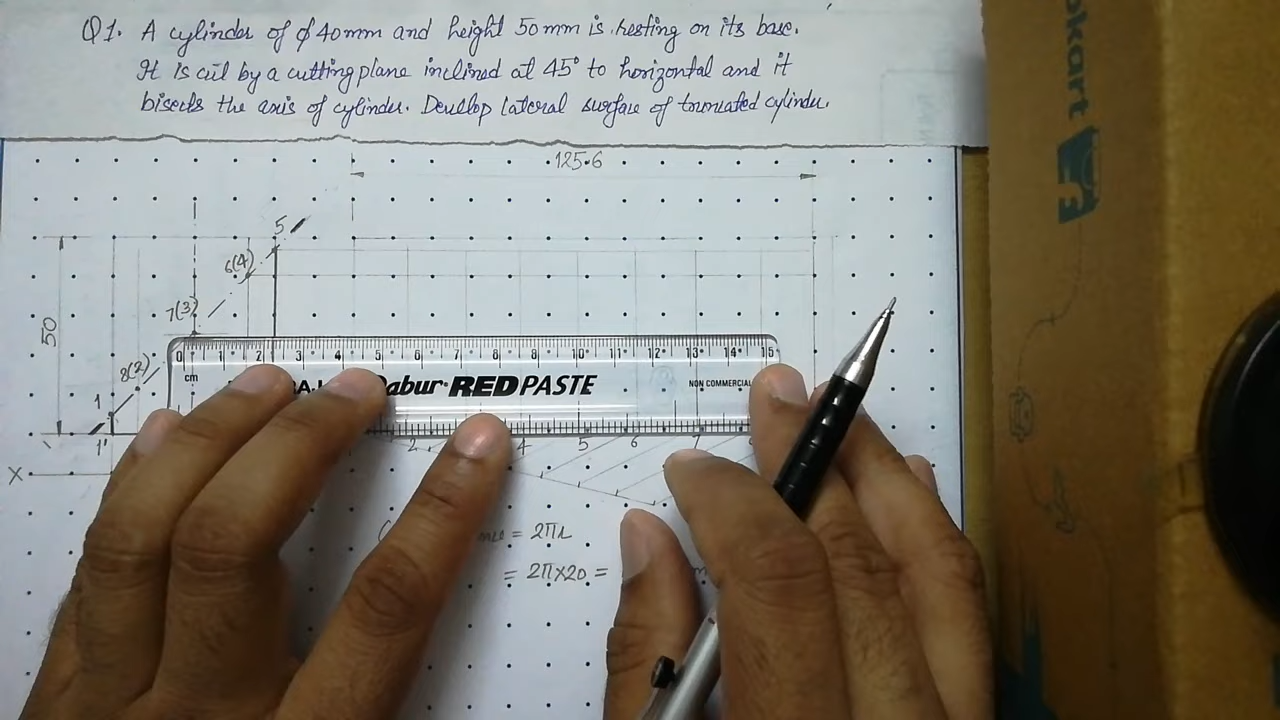 Q1. A cylinder of ϕ 40mm and height 50mm is resting on its base.
It is cut by a cutting plane inclined at 45° to horizontal and it
bisects the axis of cylinder. Develop lateral surface of truncated cylinder.
125.6
5
6(4)
7(3)
50
8(2)
1
0 1 2 3 4 5 6 7 8 9 10 11 12 13 14 15
cm
Dabur RED PASTE
NON COMMERCIAL
1'
2 4 5 6 7
X
= 2πr
= 2π×20 =